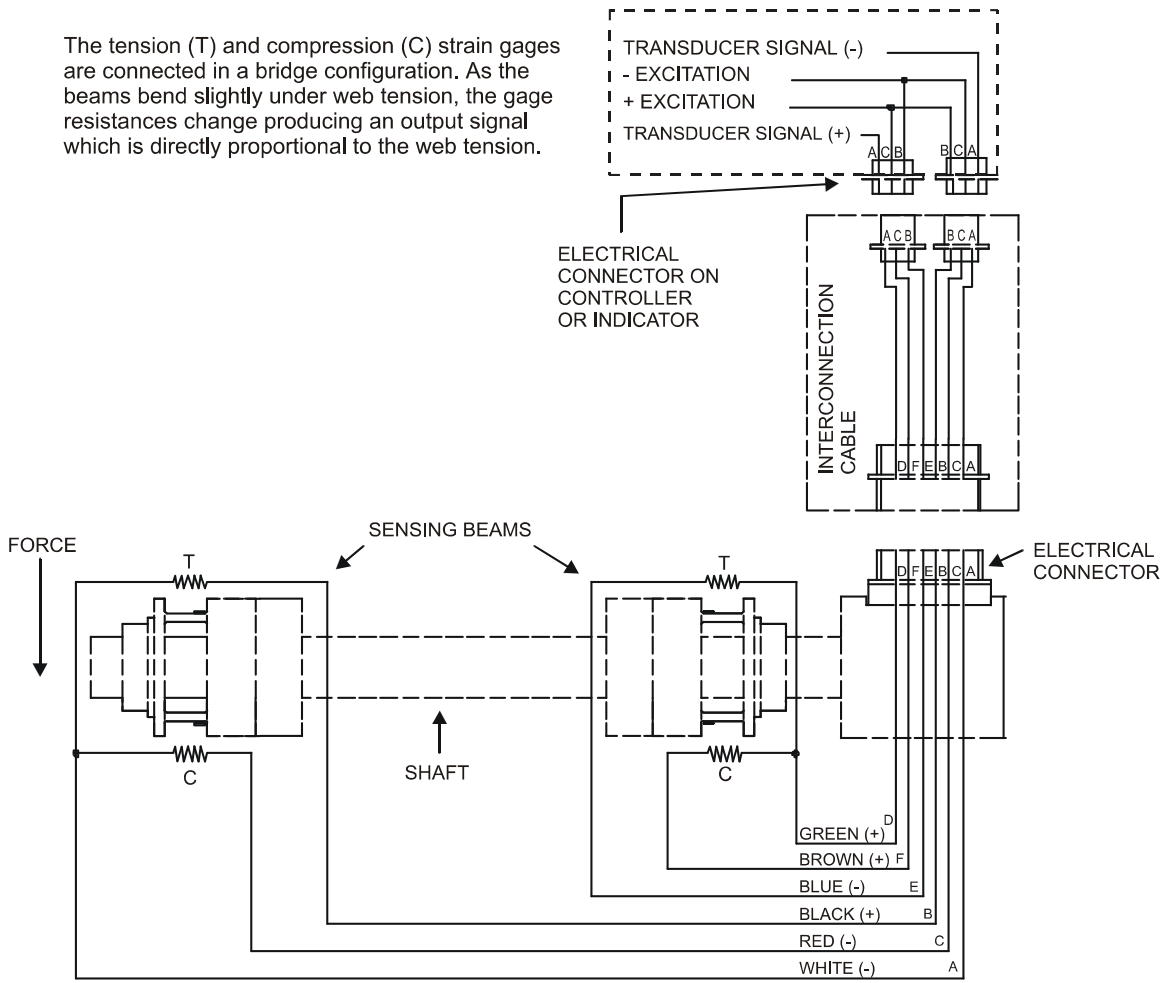 The tension (T) and compression (C) strain gages
are connected in a bridge configuration. As the
beams bend slightly under web tension, the gage
resistances change producing an output signal
which is directly proportional to the web tension.
TRANSDUCER SIGNAL (-)
- EXCITATION
+ EXCITATION
TRANSDUCER SIGNAL (+)
A C B B C A
ELECTRICAL
CONNECTOR ON
CONTROLLER
OR INDICATOR
A C B B C A
INTERCONNECTION
CABLE
D F E B C A
SENSING BEAMS
FORCE
T
T
ELECTRICAL
CONNECTOR
D F E B C A
SHAFT
C
C
D
GREEN (+)
BROWN (+) F
BLUE (-) E
BLACK (+) B
RED (-) C
WHITE (-) A